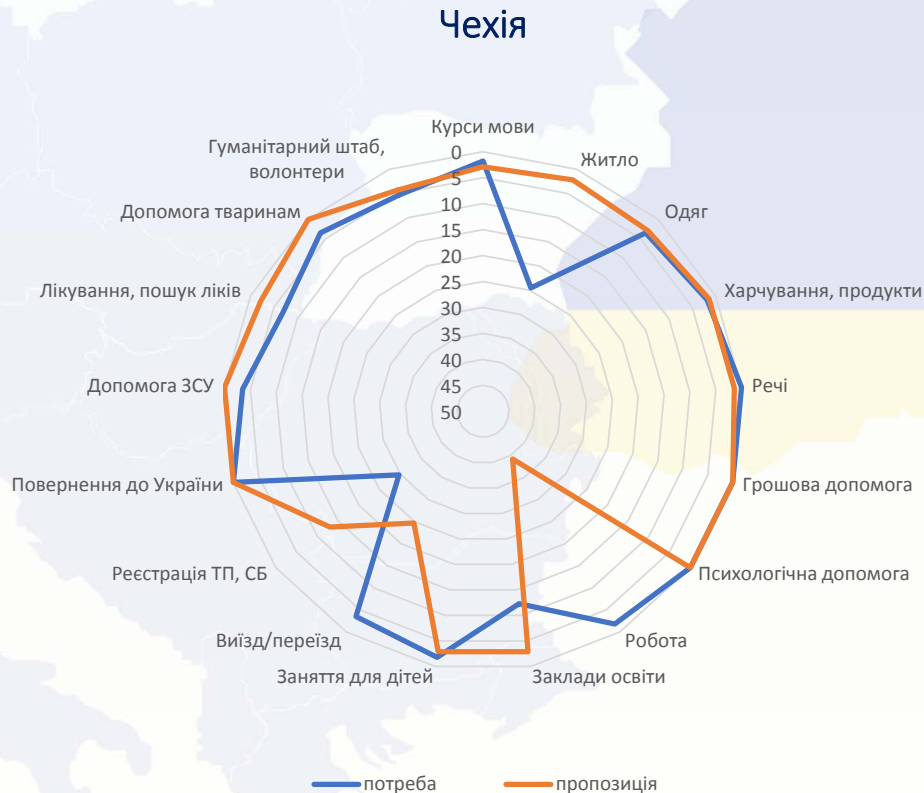 Чехія
Курси мови
Житло
Одяг
Харчування, продукти
Речі
Грошова допомога
Психологічна допомога
Робота
Заклади освіти
Заняття для дітей
Виїзд/переїзд
Реєстрація ТП, СБ
Повернення до України
Допомога ЗСУ
Лікування, пошук ліків
Допомога тваринам
Гуманітарний штаб,
волонтери
0
5
10
15
20
25
30
35
40
45
50
потреба
пропозиція